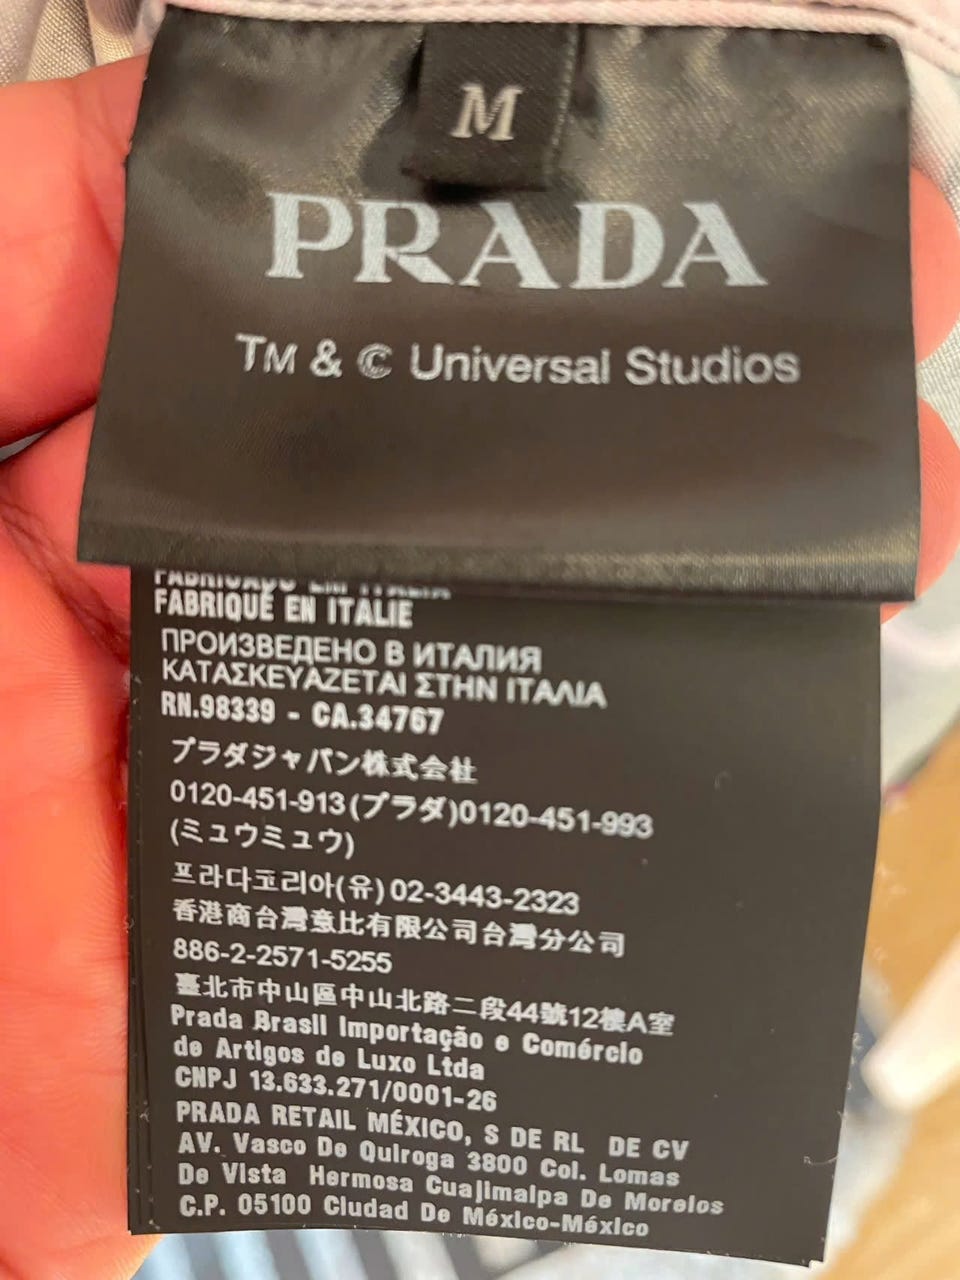 M
PRADA
TM & © Universal Studios
FABRICADO EM ITALIA
FABRIQUÉ EN ITALIE
ПРОИЗВЕДЕНО В ИТАЛИЯ
ΚΑΤΑΣΚΕΥΑΖΕΤΑΙ ΣΤΗΝ ΙΤΑΛΙΑ
RN.98339 - CA.34767
プラダジャパン株式会社
0120-451-913(プラダ)0120-451-993
(ミュウミュウ)
프라다코리아(유) 02-3443-2323
香港商台灣意比有限公司台灣分公司
886-2-2571-5255
臺北市中山區中山北路二段44號12樓A室
Prada Brasil Importação e Comércio
de Artigos de Luxo Ltda
CNPJ 13.633.271/0001-26
PRADA RETAIL MÉXICO, S DE RL DE CV
AV. Vasco De Quiroga 3800 Col. Lomas
De Vista Hermosa Cuajimalpa De Morelos
C.P. 05100 Ciudad De México-México